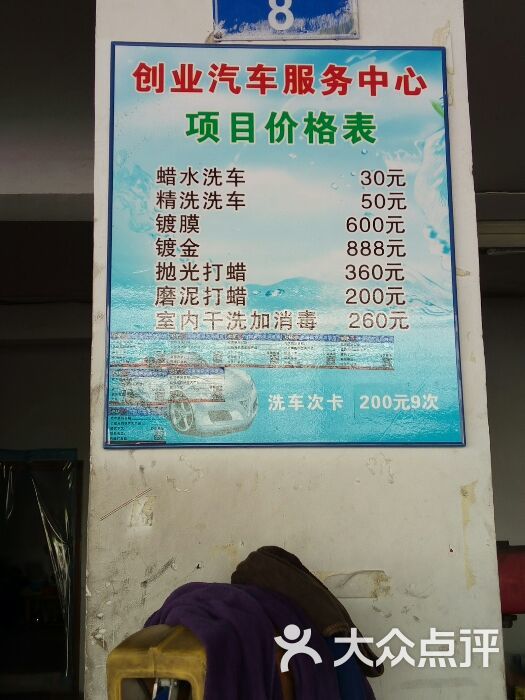 8
创业汽车服务中心
项目价格表
蜡水洗车 30元
精洗洗车 50元
镀膜 600元
镀金 888元
抛光打蜡 360元
磨泥打蜡 200元
室内干洗加消毒 260元
洗车次卡 200元9次
大众点评